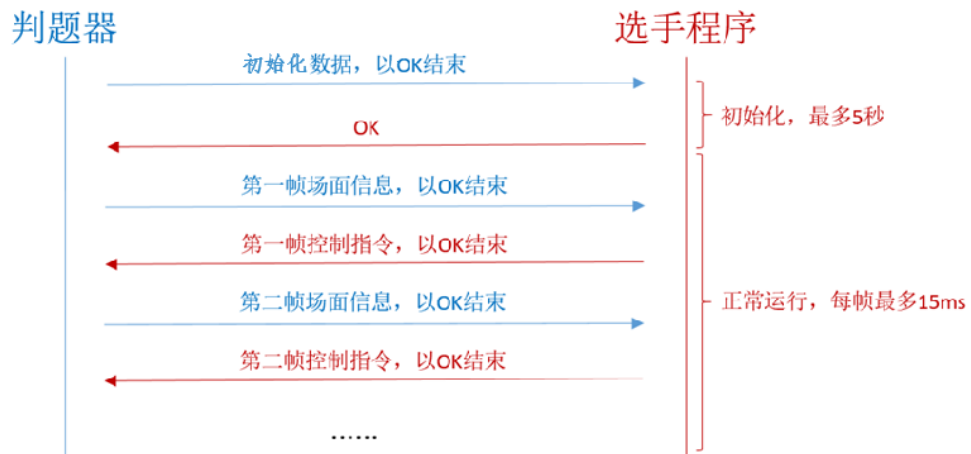 判题器
选手程序
初始化数据，以OK结束
初始化，最多5秒
OK
第一帧场面信息，以OK结束
第一帧控制指令，以OK结束
第二帧场面信息，以OK结束
正常运行，每帧最多15ms
第二帧控制指令，以OK结束
……